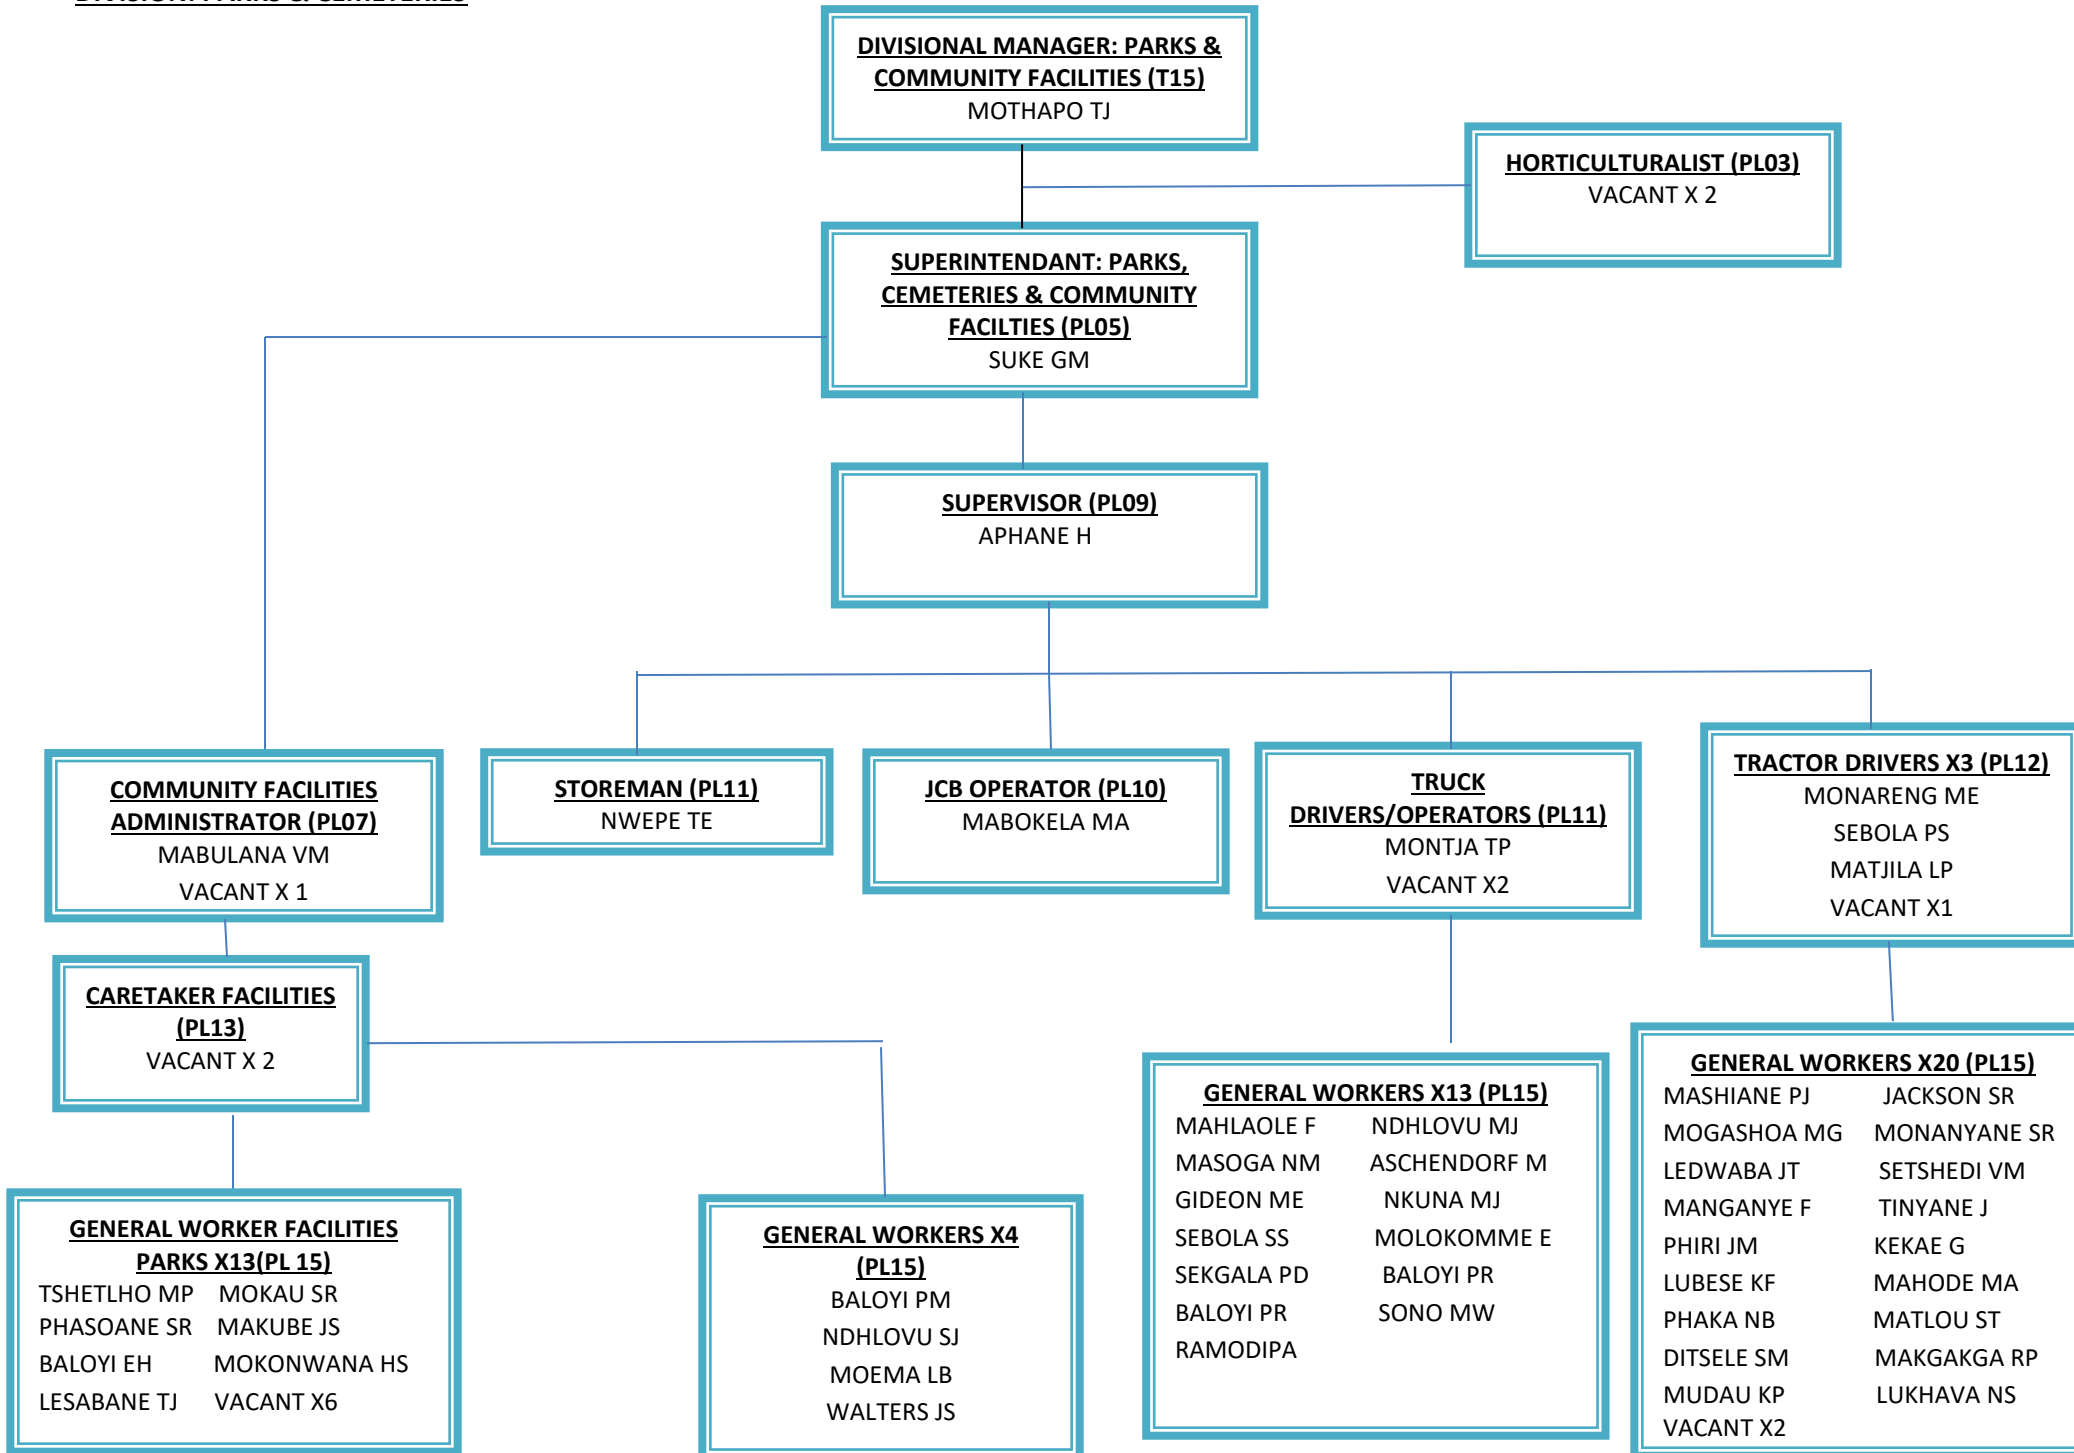 DIVISION: PARKS & CEMETERIES
DIVISIONAL MANAGER: PARKS &
COMMUNITY FACILITIES (T15)
MOTHAPO TJ
HORTICULTURALIST (PL03)
VACANT X 2
SUPERINTENDANT: PARKS,
CEMETERIES & COMMUNITY
FACILTIES (PL05)
SUKE GM
SUPERVISOR (PL09)
APHANE H
COMMUNITY FACILITIES
ADMINISTRATOR (PL07)
MABULANA VM
VACANT X 1
STOREMAN (PL11)
NWEPE TE
JCB OPERATOR (PL10)
MABOKELA MA
TRUCK
DRIVERS/OPERATORS (PL11)
MONTJA TP
VACANT X2
TRACTOR DRIVERS X3 (PL12)
MONARENG ME
SEBOLA PS
MATJILA LP
VACANT X1
CARETAKER FACILITIES
(PL13)
VACANT X 2
GENERAL WORKER FACILITIES
PARKS X13(PL 15)
TSHETLHO MP MOKAU SR
PHASOANE SR MAKUBE JS
BALOYI EH MOKONWANA HS
LESABANE TJ VACANT X6
GENERAL WORKERS X4
(PL15)
BALOYI PM
NDHLOVU SJ
MOEMA LB
WALTERS JS
GENERAL WORKERS X13 (PL15)
MAHLAOLE F NDHLOVU MJ
MASOGA NM ASCHENDORF M
GIDEON ME NKUNA MJ
SEBOLA SS MOLOKOMME E
SEKGALA PD BALOYI PR
BALOYI PR SONO MW
RAMODIPA
GENERAL WORKERS X20 (PL15)
MASHIANE PJ JACKSON SR
MOGASHOA MG MONANYANE SR
LEDWABA JT SETSHEDI VM
MANGANYE F TINYANE J
PHIRI JM KEKAE G
LUBESE KF MAHODE MA
PHAKA NB MATLOU ST
DITSELE SM MAKGAKGA RP
MUDAU KP LUKHAVA NS
VACANT X2